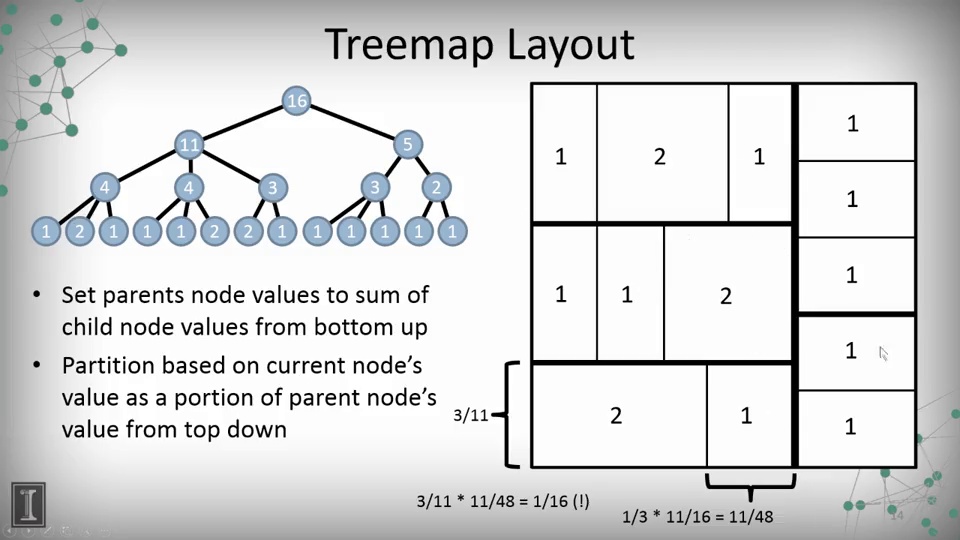 Treemap Layout
16
11 5
4 4 3 3 2
1 2 1 1 1 2 2 1 1 1 1 1 1
• Set parents node values to sum of
child node values from bottom up
• Partition based on current node's
value as a portion of parent node's
value from top down
1 2 1
1 1 2
2 1
1
1
1
1
1
3/11
3/11 * 11/48 = 1/16 (!)
1/3 * 11/16 = 11/48
I
14